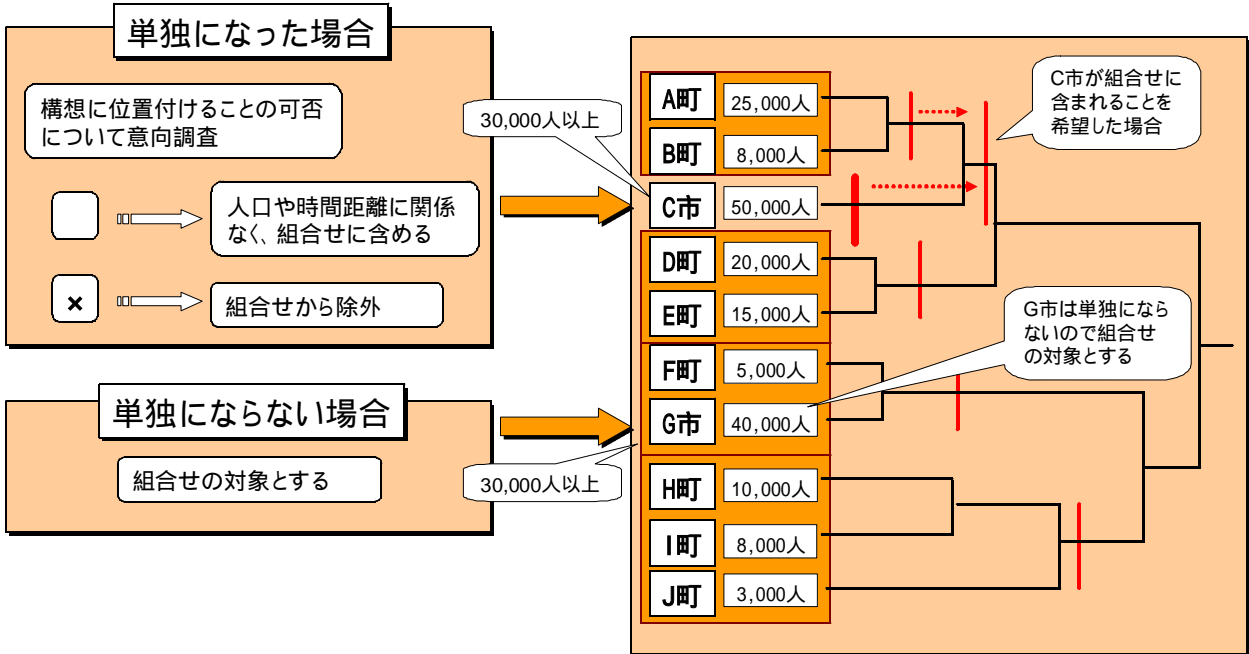 単独になった場合
構想に位置付けることの可否
について意向調査
人口や時間距離に関係
なく、組合せに含める
×
組合せから除外
単独にならない場合
組合せの対象とする
30,000人以上
30,000人以上
A町 25,000人
B町 8,000人
C市 50,000人
D町 20,000人
E町 15,000人
F町 5,000人
G市 40,000人
H町 10,000人
I町 8,000人
J町 3,000人
C市が組合せに
含まれることを
希望した場合
G市は単独になら
ないので組合せ
の対象とする